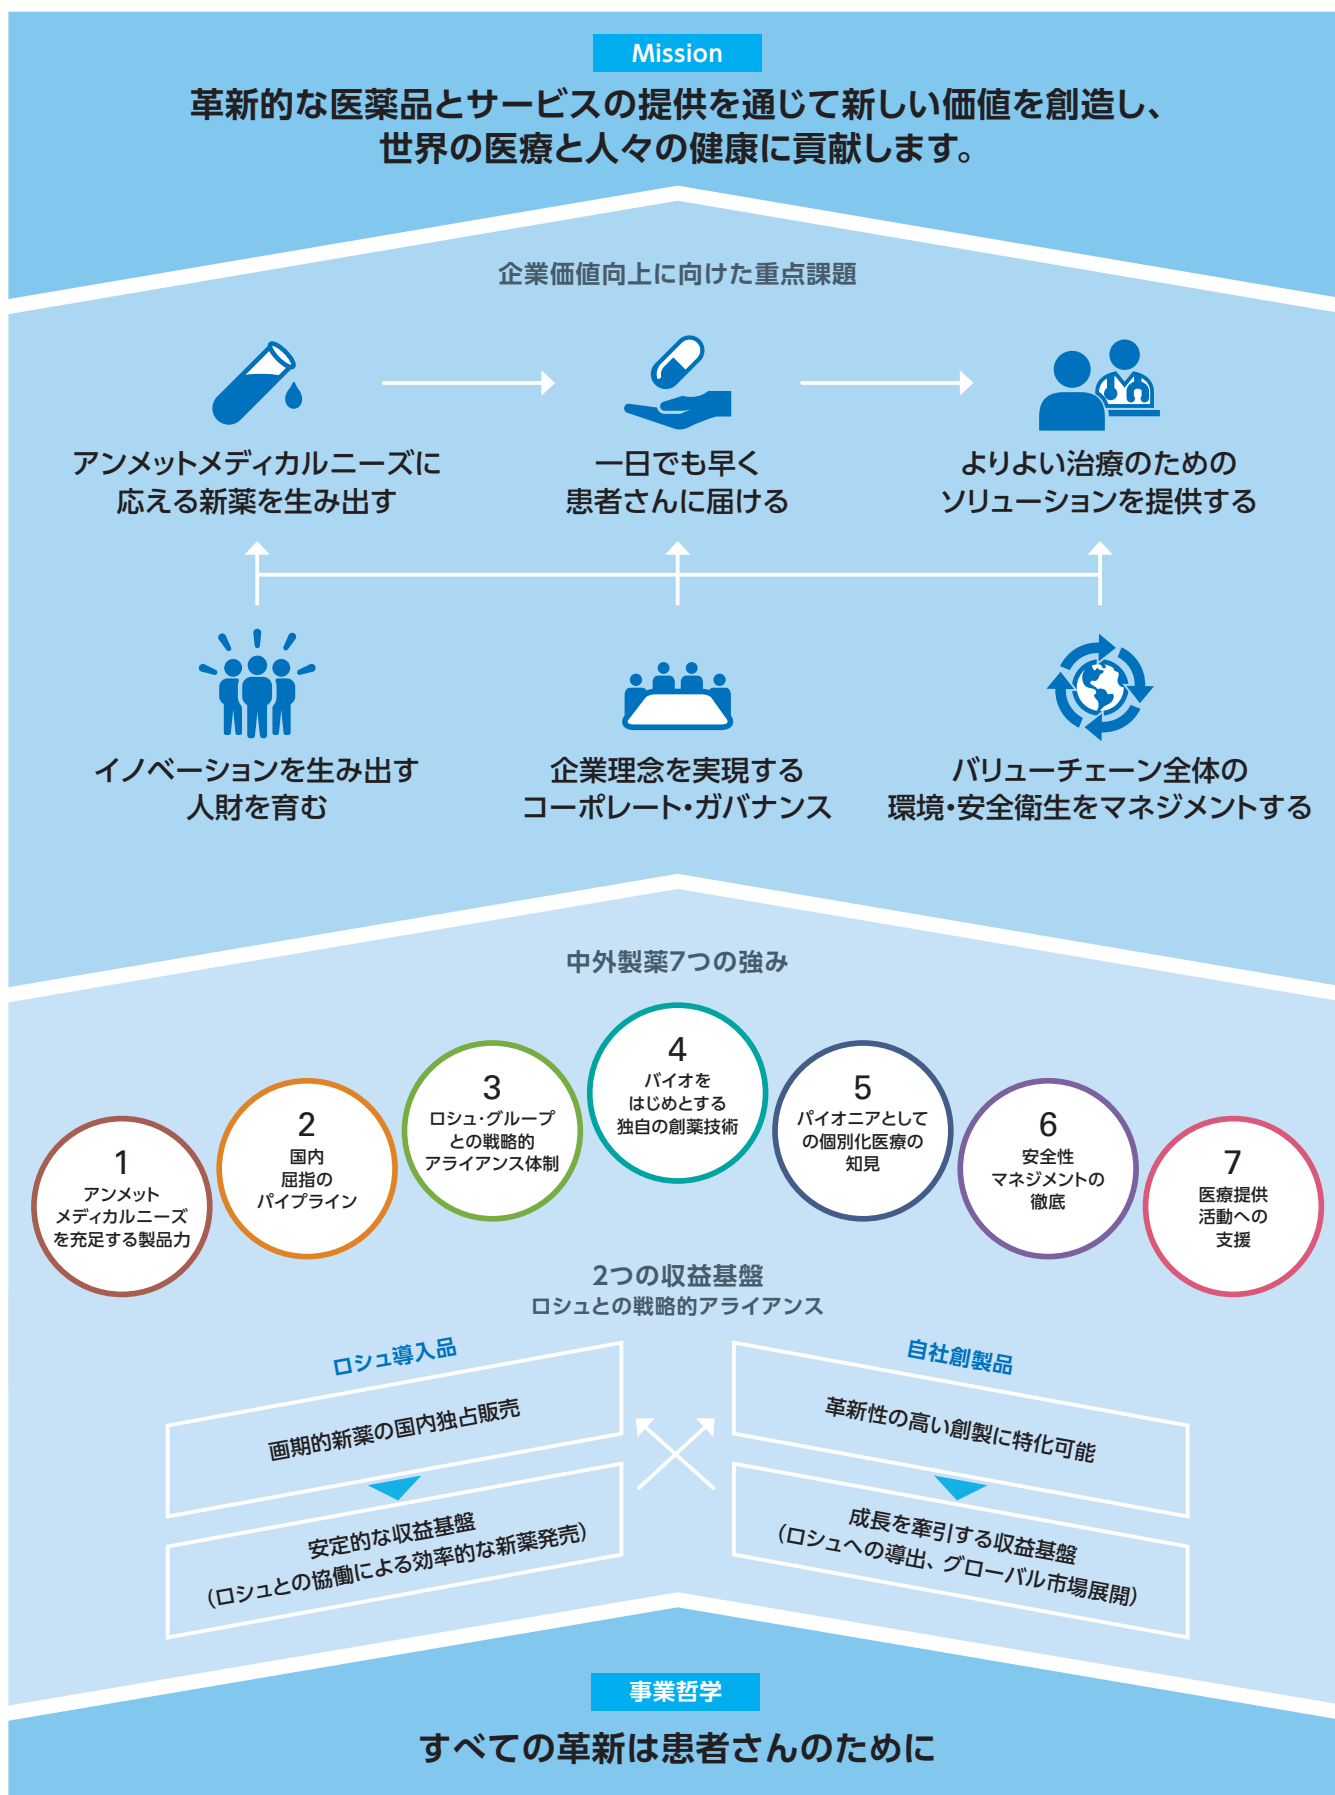 Mission
革新的な医薬品とサービスの提供を通じて新しい価値を創造し、
世界の医療と人々の健康に貢献します。
企業価値向上に向けた重点課題
アンメットメディカルニーズに
応える新薬を生み出す
一日でも早く
患者さんに届ける
よりよい治療のための
ソリューションを提供する
イノベーションを生み出す
人財を育む
企業理念を実現する
コーポレート・ガバナンス
バリューチェーン全体の
環境・安全衛生をマネジメントする
中外製薬7つの強み
1
アンメット
メディカルニーズ
を充足する製品力
2
国内
屈指の
パイプライン
3
ロシュ・グループ
との戦略的
アライアンス体制
4
バイオを
はじめとする
独自の創薬技術
5
パイオニアとして
の個別化医療の
知見
6
安全性
マネジメントの
徹底
7
医療提供
活動への
支援
2つの収益基盤
ロシュとの戦略的アライアンス
ロシュ導入品
画期的新薬の国内独占販売
安定的な収益基盤
（ロシュとの協働による効率的な新薬発売）
自社創製品
革新性の高い創製に特化可能
成長を牽引する収益基盤
（ロシュへの導出、グローバル市場展開）
事業哲学
すべての革新は患者さんのために